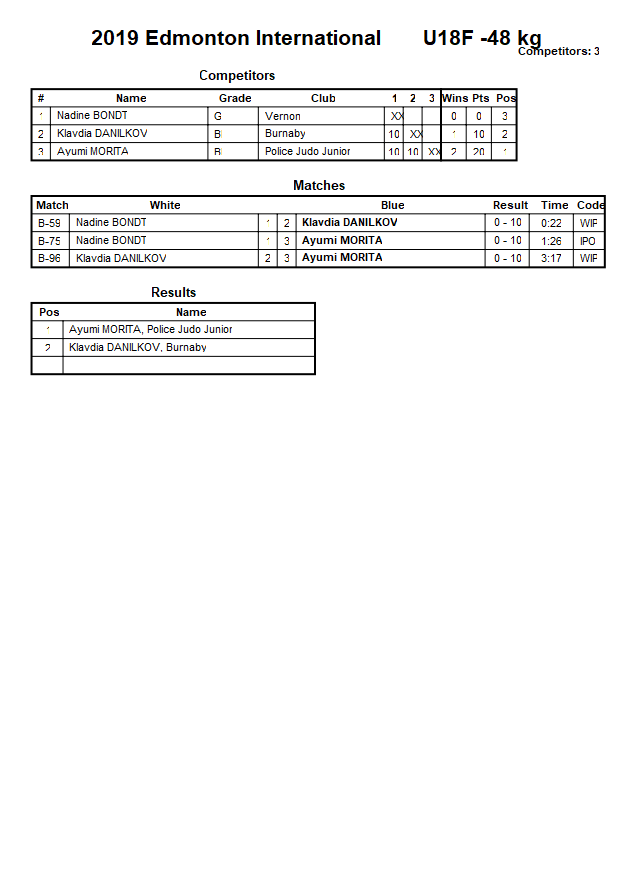 2019 Edmonton International U18F -48 kg
Competitors: 3
Competitors
# Name Grade Club 1 2 3 Wins Pts Pos
1 Nadine BONDT G Vernon XX 0 0 3
2 Klavdia DANILKOV Bl Burnaby 10 XX 1 10 2
3 Ayumi MORITA Bl Police Judo Junior 10 10 XX 2 20 1
Matches
Match White Blue Result Time Code
B-59 Nadine BONDT 1 2 Klavdia DANILKOV 0 - 10 0:22 WIP
B-75 Nadine BONDT 1 3 Ayumi MORITA 0 - 10 1:26 IPO
B-96 Klavdia DANILKOV 2 3 Ayumi MORITA 0 - 10 3:17 WIP
Results
Pos Name
1 Ayumi MORITA, Police Judo Junior
2 Klavdia DANILKOV, Burnaby